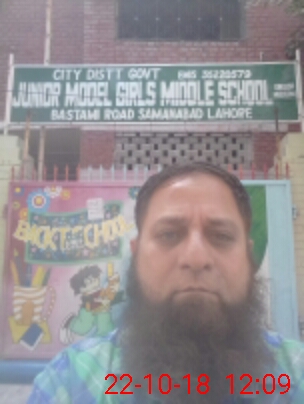 CITY DISTT GOVT EMIS 35220579
JUNIOR MODEL GIRLS MIDDLE SCHOOL
BASTAMI ROAD SAMANABAD LAHORE
BACK TO SCHOOL
22-10-18 12:09